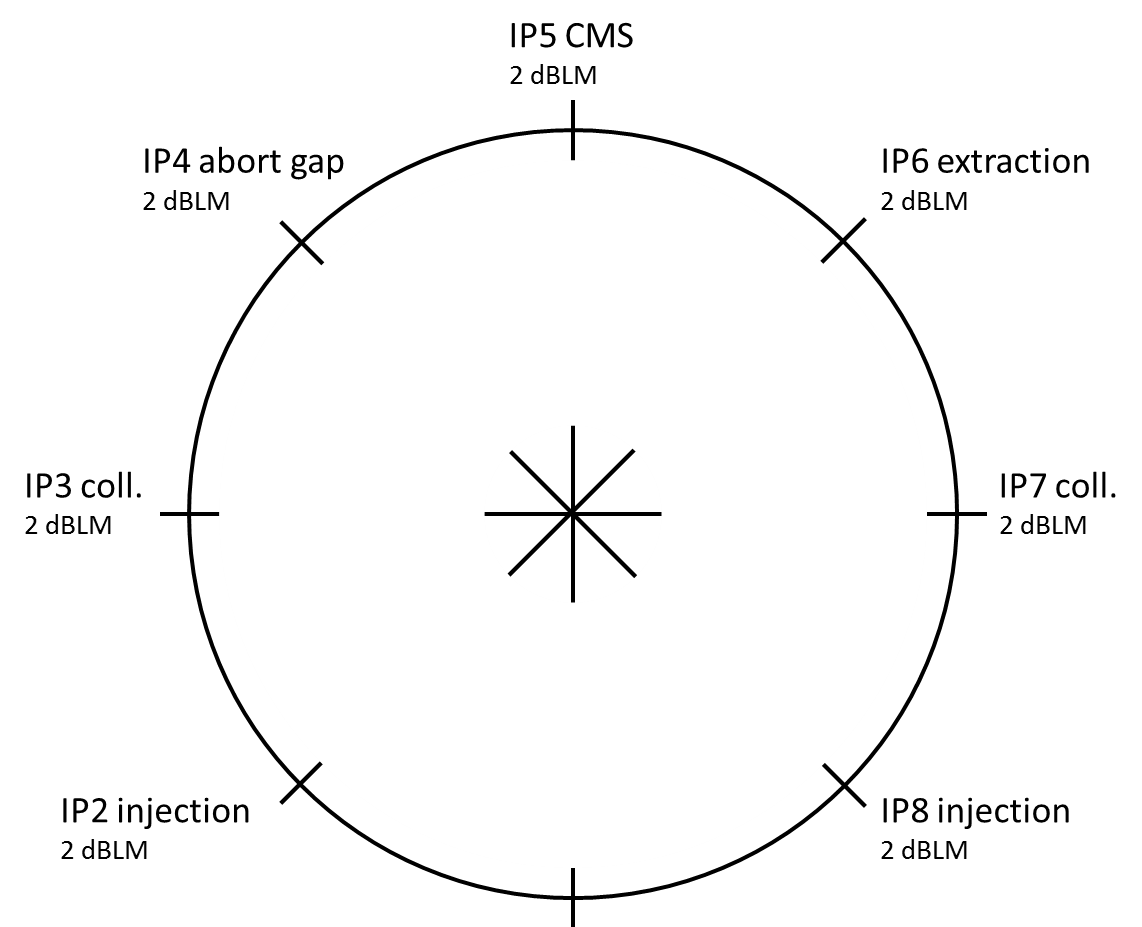 IP5 CMS
2 dBLM
IP4 abort gap
2 dBLM
IP6 extraction
2 dBLM
IP3 coll.
2 dBLM
IP7 coll.
2 dBLM
IP2 injection
2 dBLM
IP8 injection
2 dBLM